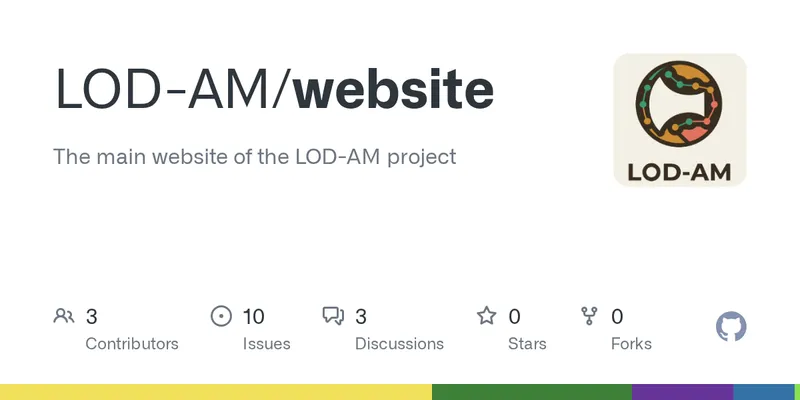 LOD-AM/website
The main website of the LOD-AM project
LOD-AM
3
Contributors
10
Issues
3
Discussions
0
Stars
0
Forks